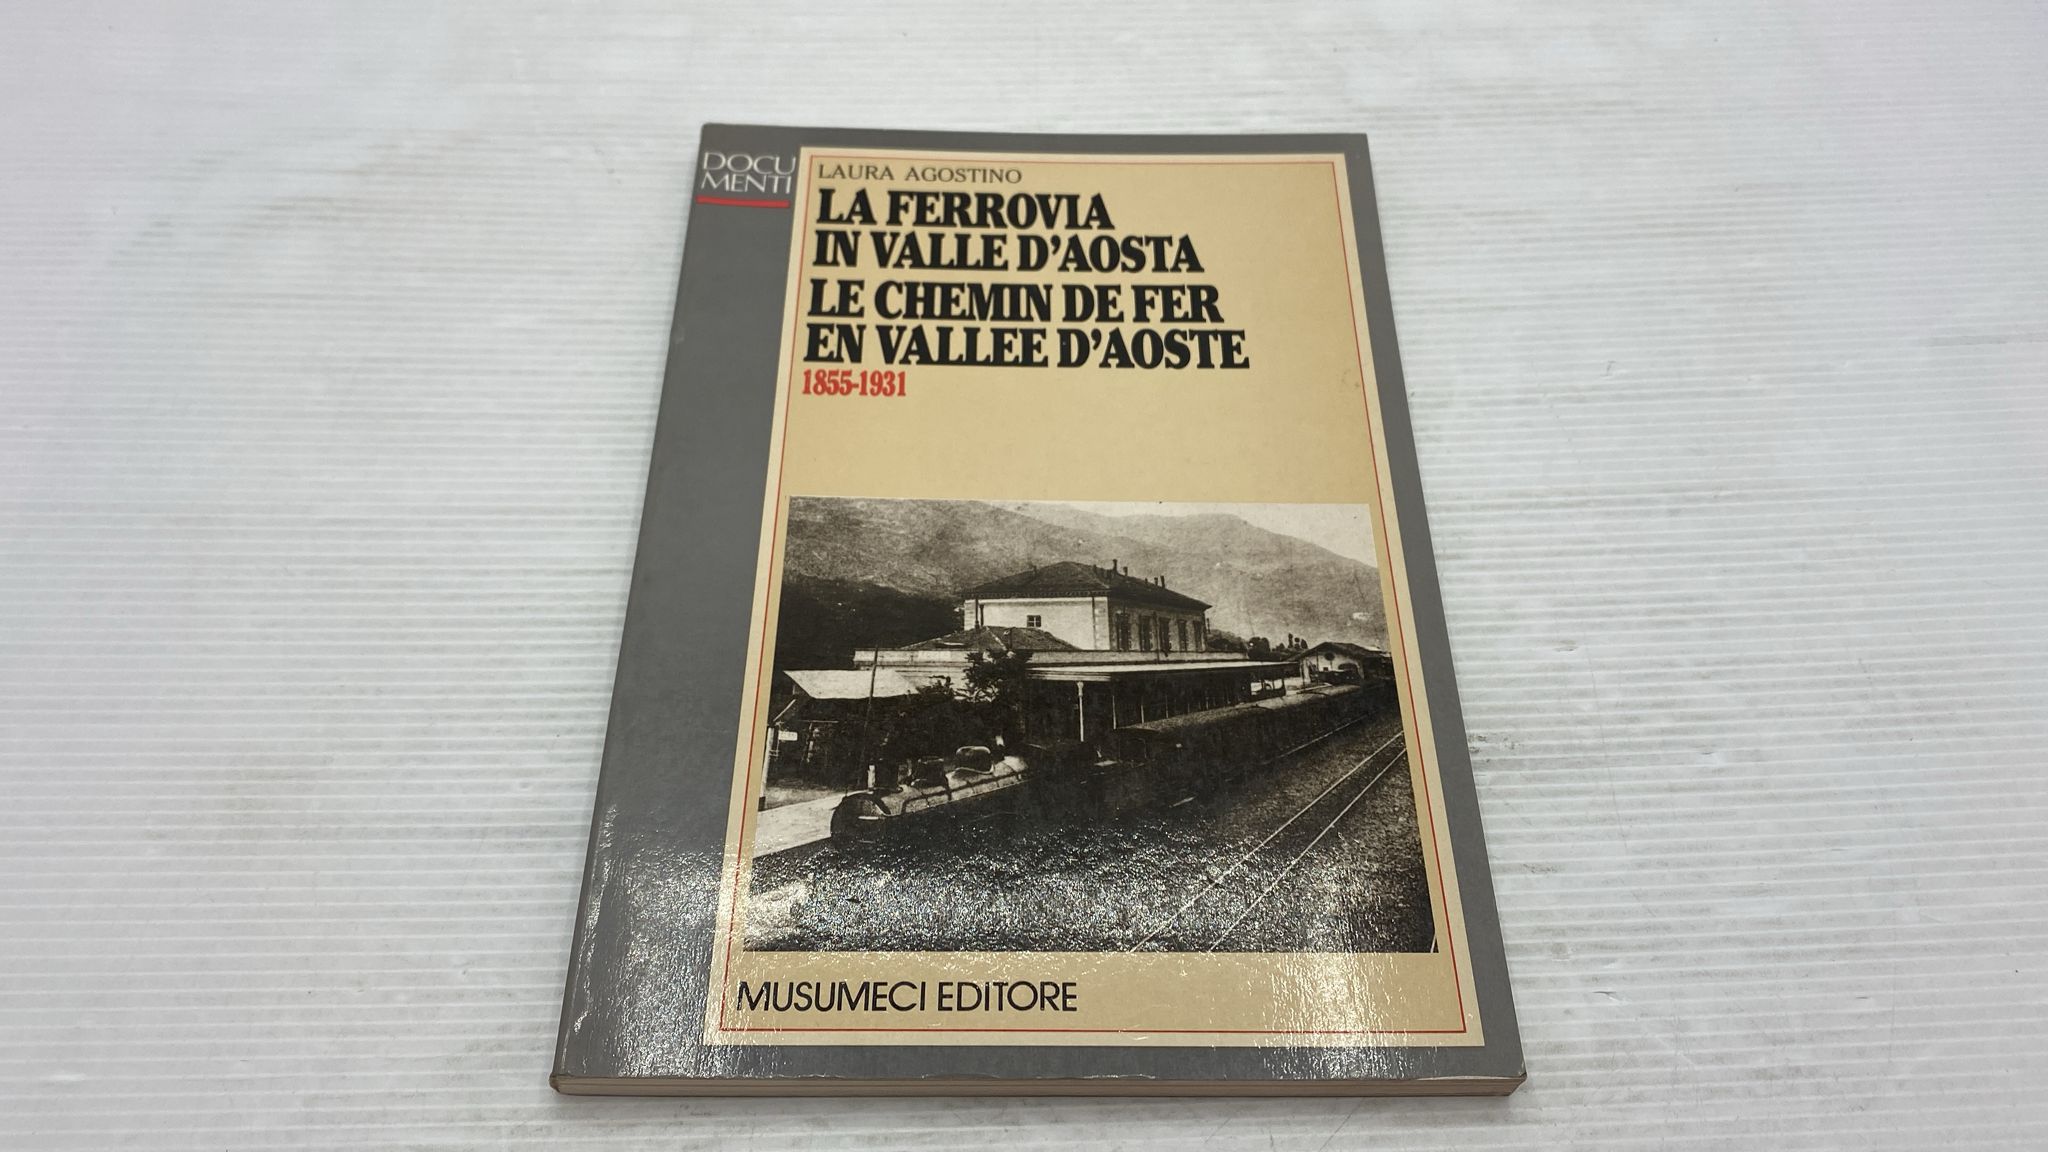 DOCU
MENTI
LAURA AGOSTINO
LA FERROVIA
IN VALLE D'AOSTA
LE CHEMIN DE FER
EN VALLEE D'AOSTE
1855-1931
MUSUMECI EDITORE